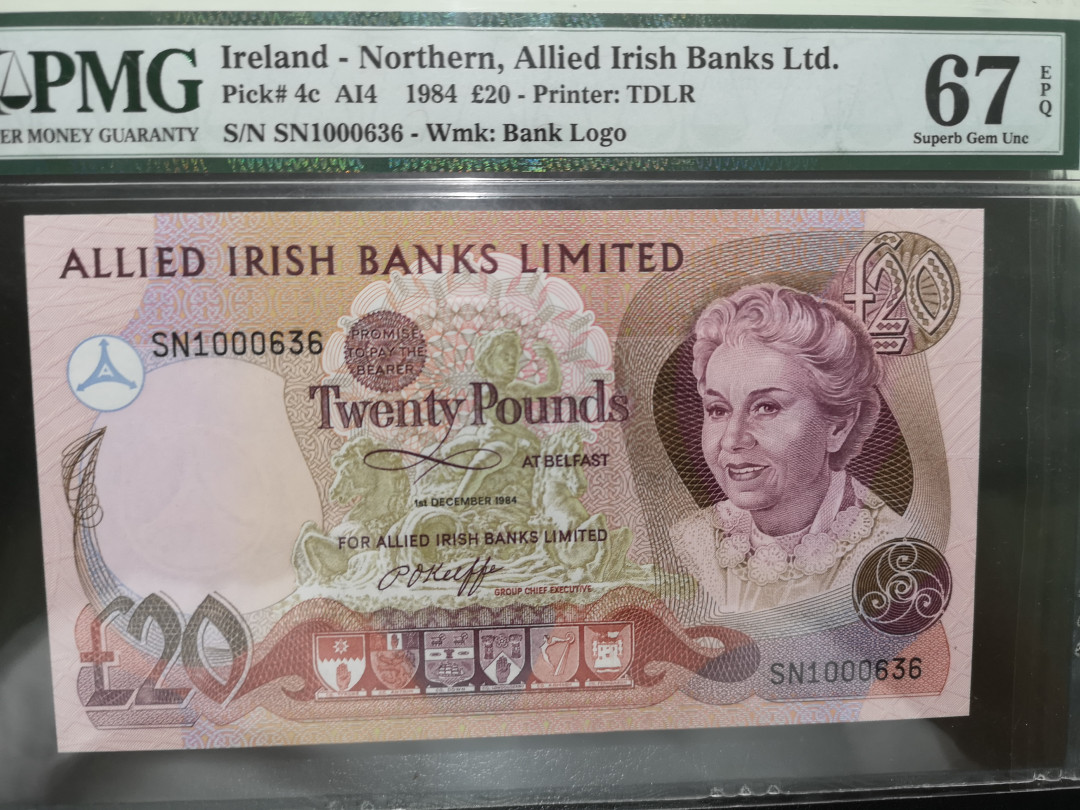 PMG
ER MONEY GUARANTY
Ireland - Northern, Allied Irish Banks Ltd.
Pick# 4c AI4 1984 £20 - Printer: TDLR
S/N SN1000636 - Wmk: Bank Logo
67
EPQ
Superb Gem Unc
ALLIED IRISH BANKS LIMITED
£20
SN1000636
PROMISE
TO PAY THE
BEARER
Twenty Pounds
AT BELFAST
1st DECEMBER 1984
FOR ALLIED IRISH BANKS LIMITED
P O'Keeffe
GROUP CHIEF EXECUTIVE
£20
SN1000636